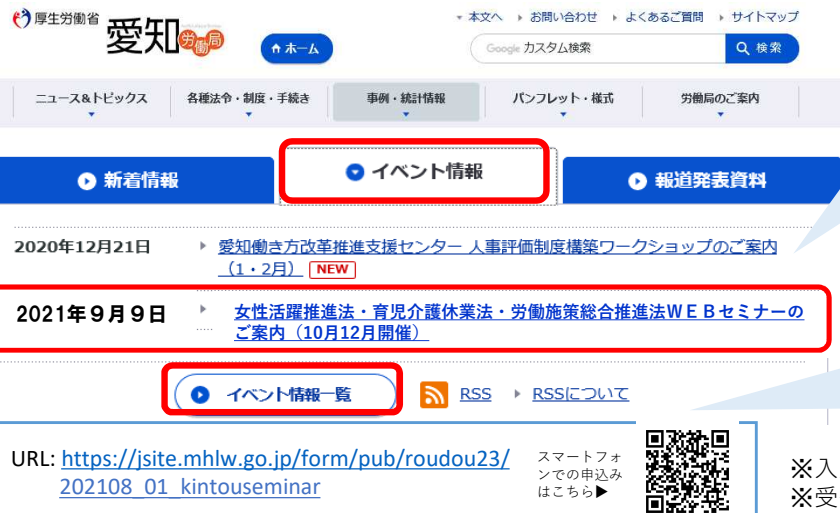 厚生労働省
愛知労働局
ホーム
本文へ お問い合わせ よくあるご質問 サイトマップ
Google カスタム検索 検索
ニュース&トピックス 各種法令・制度・手続き 事例・統計情報 パンフレット・様式 労働局のご案内
新着情報 イベント情報 報道発表資料
2020年12月21日 愛知働き方改革推進支援センター 人事評価制度構築ワークショップのご案内
（1・2月） NEW
2021年９月９日 女性活躍推進法・育児介護休業法・労働施策総合推進法ＷＥＢセミナーの
ご案内（10月12月開催）
イベント情報一覧 RSS RSSについて
URL: https://jsite.mhlw.go.jp/form/pub/roudou23/
202108_01_kintouseminar
スマートフォ
ンでの申込み
はこちら▶
※入
※受